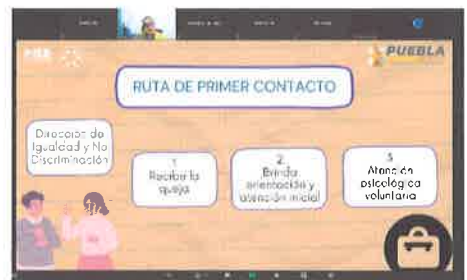 PUEBLA
RUTA DE PRIMER CONTACTO
Dirección de
Igualdad y No
Discriminación
1
Recibir la
queja
2.
Brinda
orientación y
atención inicial
3
Atención
psicológica
voluntaria